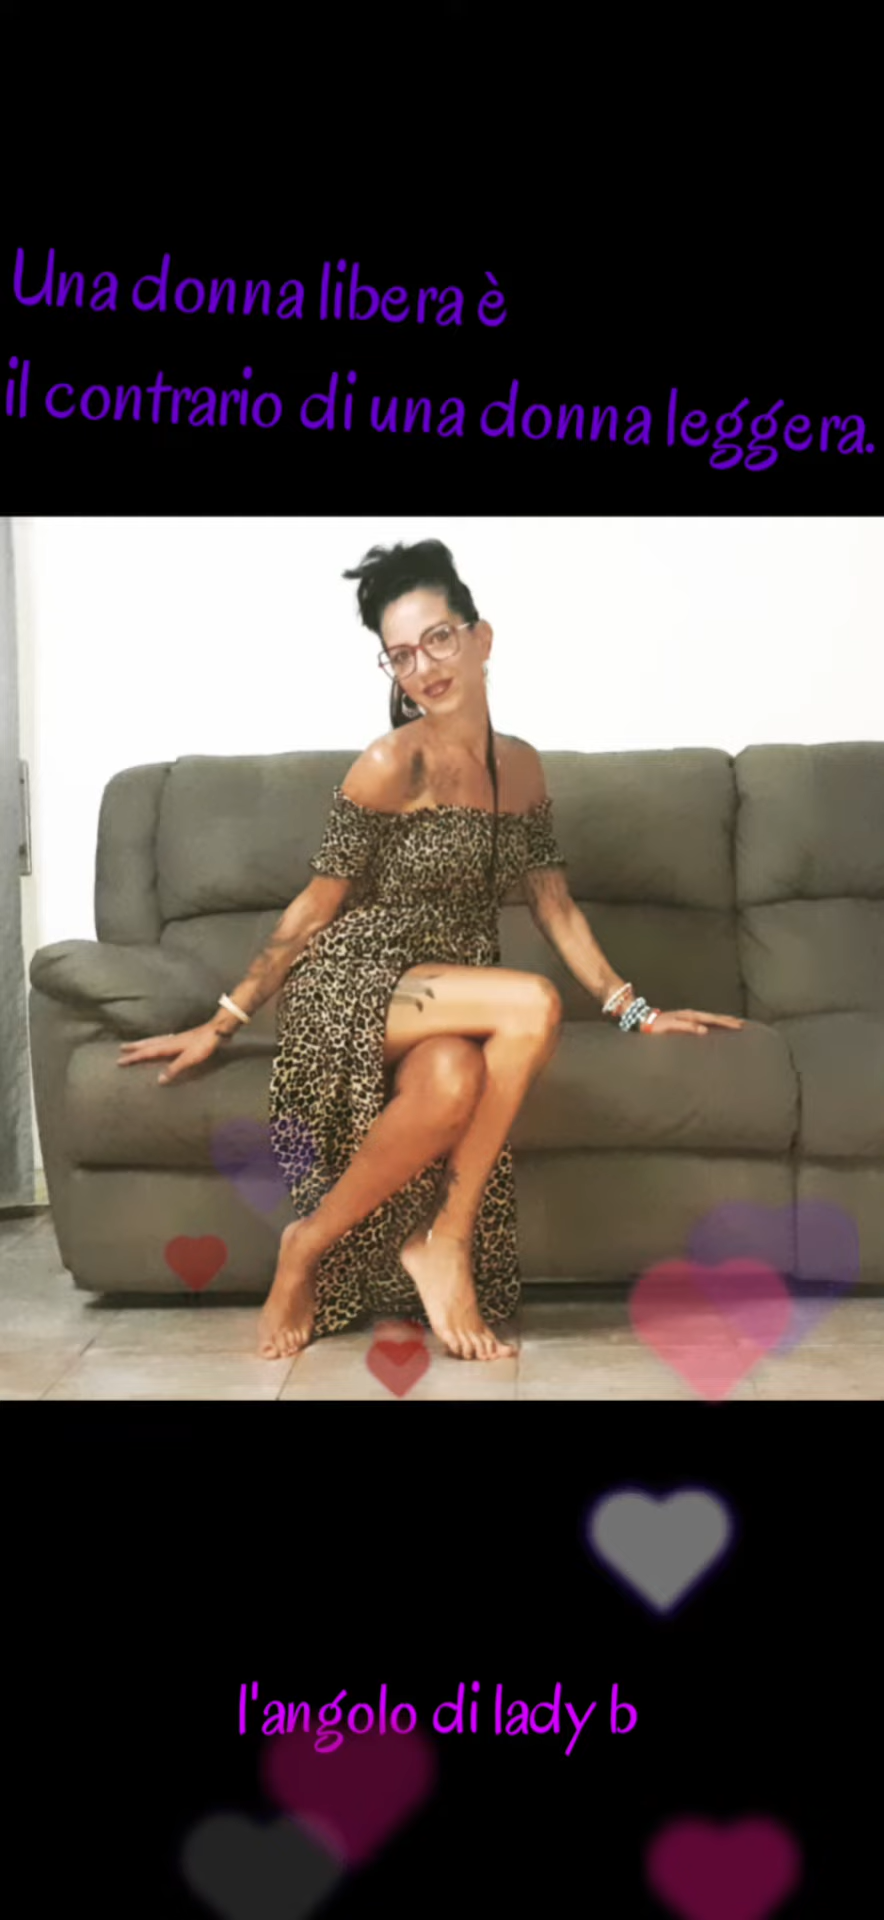 Una donna libera è
il contrario di una donna leggera.
l'angolo di lady b